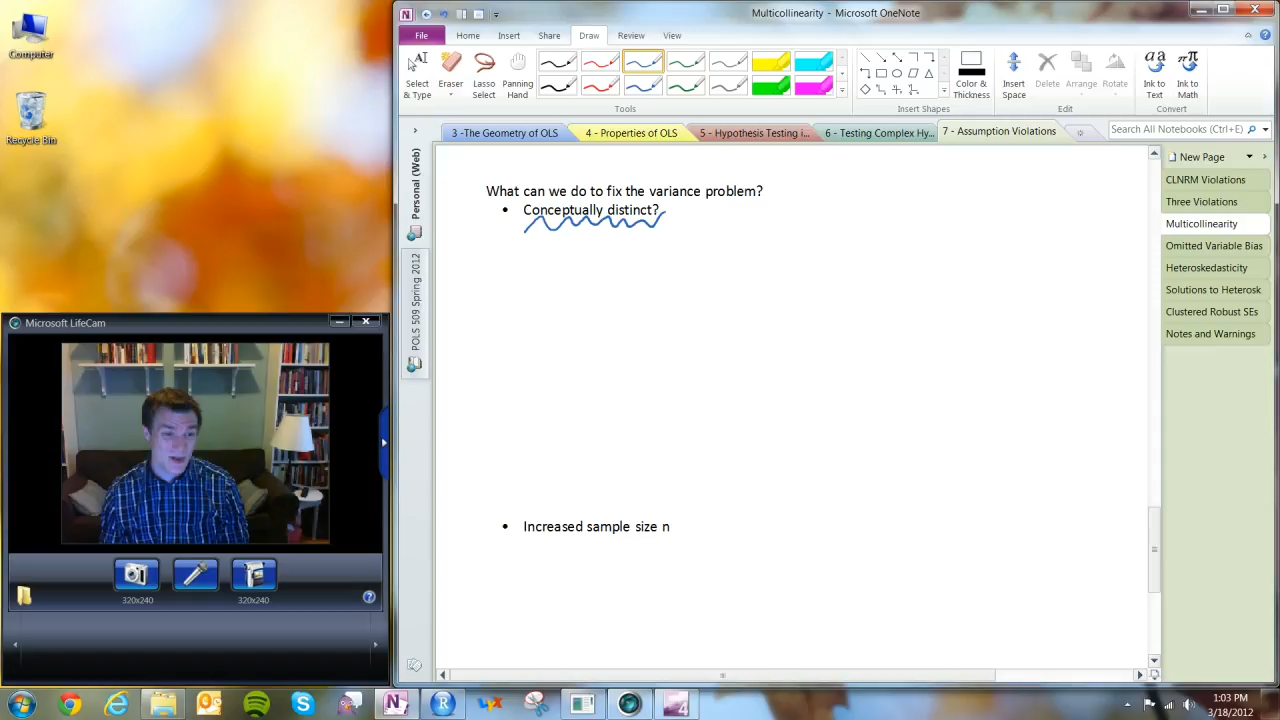 Computer
Recycle Bin
Multicollinearity - Microsoft OneNote
File
Home
Insert
Share
Draw
Review
View
Select & Type
Eraser
Lasso Select
Panning Hand
Color & Thickness
Insert Space
Delete
Arrange
Rotate
Ink to Text
Ink to Math
Tools
Insert Shapes
Edit
Convert
3 -The Geometry of OLS
4 - Properties of OLS
5 - Hypothesis Testing i...
6 - Testing Complex Hy...
7 - Assumption Violations
Search All Notebooks (Ctrl+E)
Personal (Web)
POLS 509 Spring 2012
What can we do to fix the variance problem?
• Conceptually distinct?
• Increased sample size n
New Page
CLNRM Violations
Three Violations
Multicollinearity
Omitted Variable Bias
Heteroskedasticity
Solutions to Heterosk
Clustered Robust SEs
Notes and Warnings
Microsoft LifeCam
320x240
320x240
1:03 PM
3/18/2012